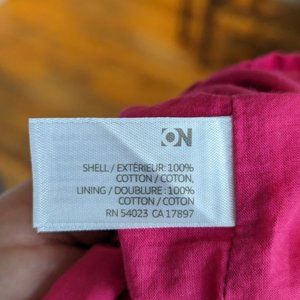 ON
SHELL / EXTÉRIEUR: 100%
COTTON / COTON,
LINING / DOUBLURE : 100%
COTTON / COTON
RN 54023 CA 17897